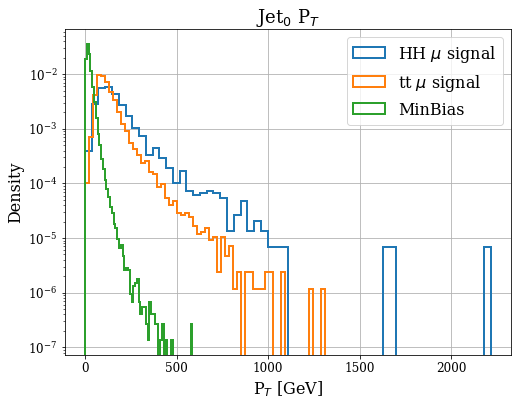 Jet₀ P_T
HH μ signal
tt μ signal
MinBias
Density
10⁻²
10⁻³
10⁻⁴
10⁻⁵
10⁻⁶
10⁻⁷
0 500 1000 1500 2000
P_T [GeV]